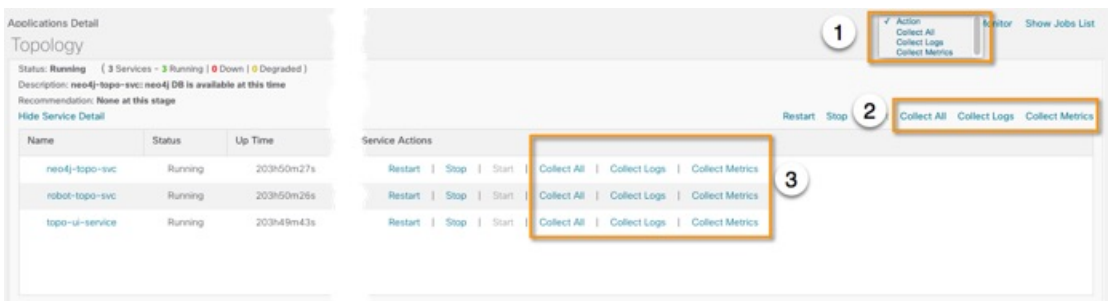 Applications Detail
✓ Action
Collect All
Collect Logs
Collect Metrics
Show Jobs List
1
Topology
Status: Running ( 3 Services - 3 Running | 0 Down | 0 Degraded )
Description: neo4j-topo-svc: neo4j DB is available at this time
Recommendation: None at this stage
Hide Service Detail
Restart Stop 2 Collect All Collect Logs Collect Metrics
Name Status Up Time Service Actions
neo4j-topo-svc Running 203h50m27s Restart | Stop | Start | Collect All | Collect Logs | Collect Metrics
robot-topo-svc Running 203h50m26s Restart | Stop | Start | Collect All | Collect Logs | Collect Metrics
3
topo-ui-service Running 203h49m43s Restart | Stop | Start | Collect All | Collect Logs | Collect Metrics